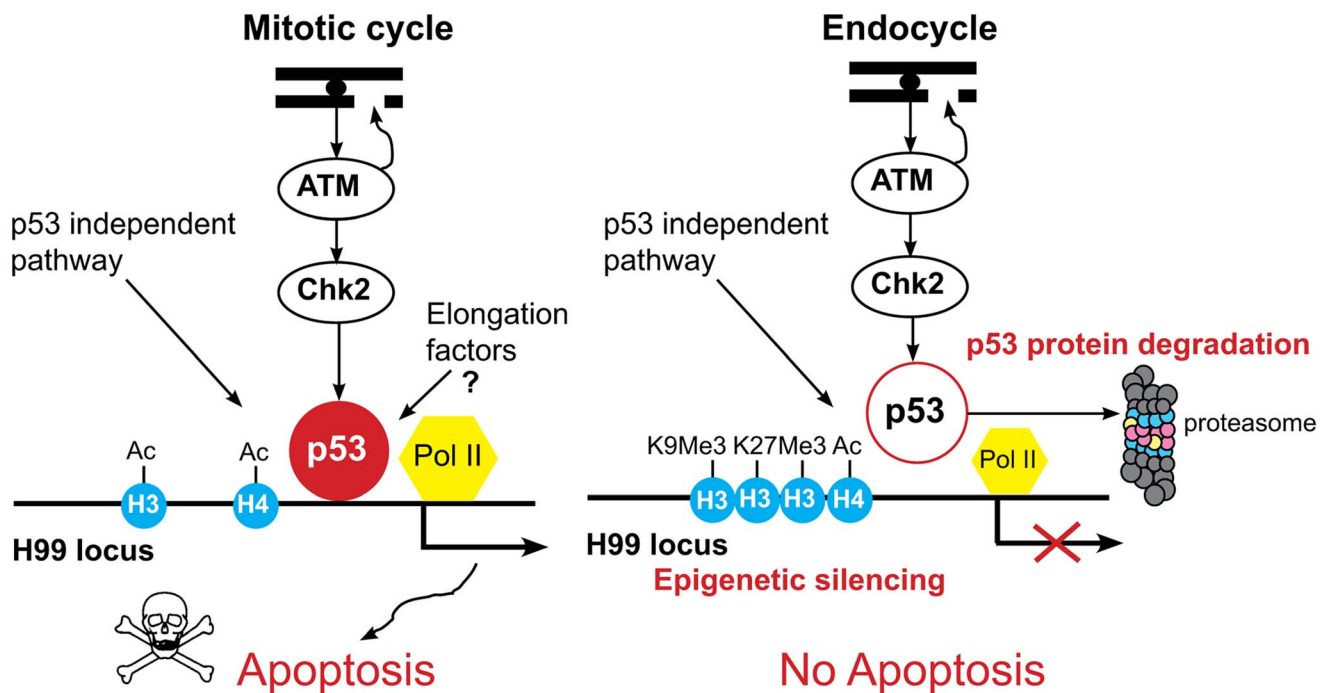 Mitotic cycle
ATM
p53 independent
pathway
Chk2
Elongation
factors
?
Ac
Ac
p53
Pol II
H3
H4
H99 locus
Apoptosis
Endocycle
ATM
p53 independent
pathway
Chk2
p53 protein degradation
p53
proteasome
K9Me3 K27Me3 Ac
Pol II
H3 H3 H3 H4
H99 locus
Epigenetic silencing
No Apoptosis